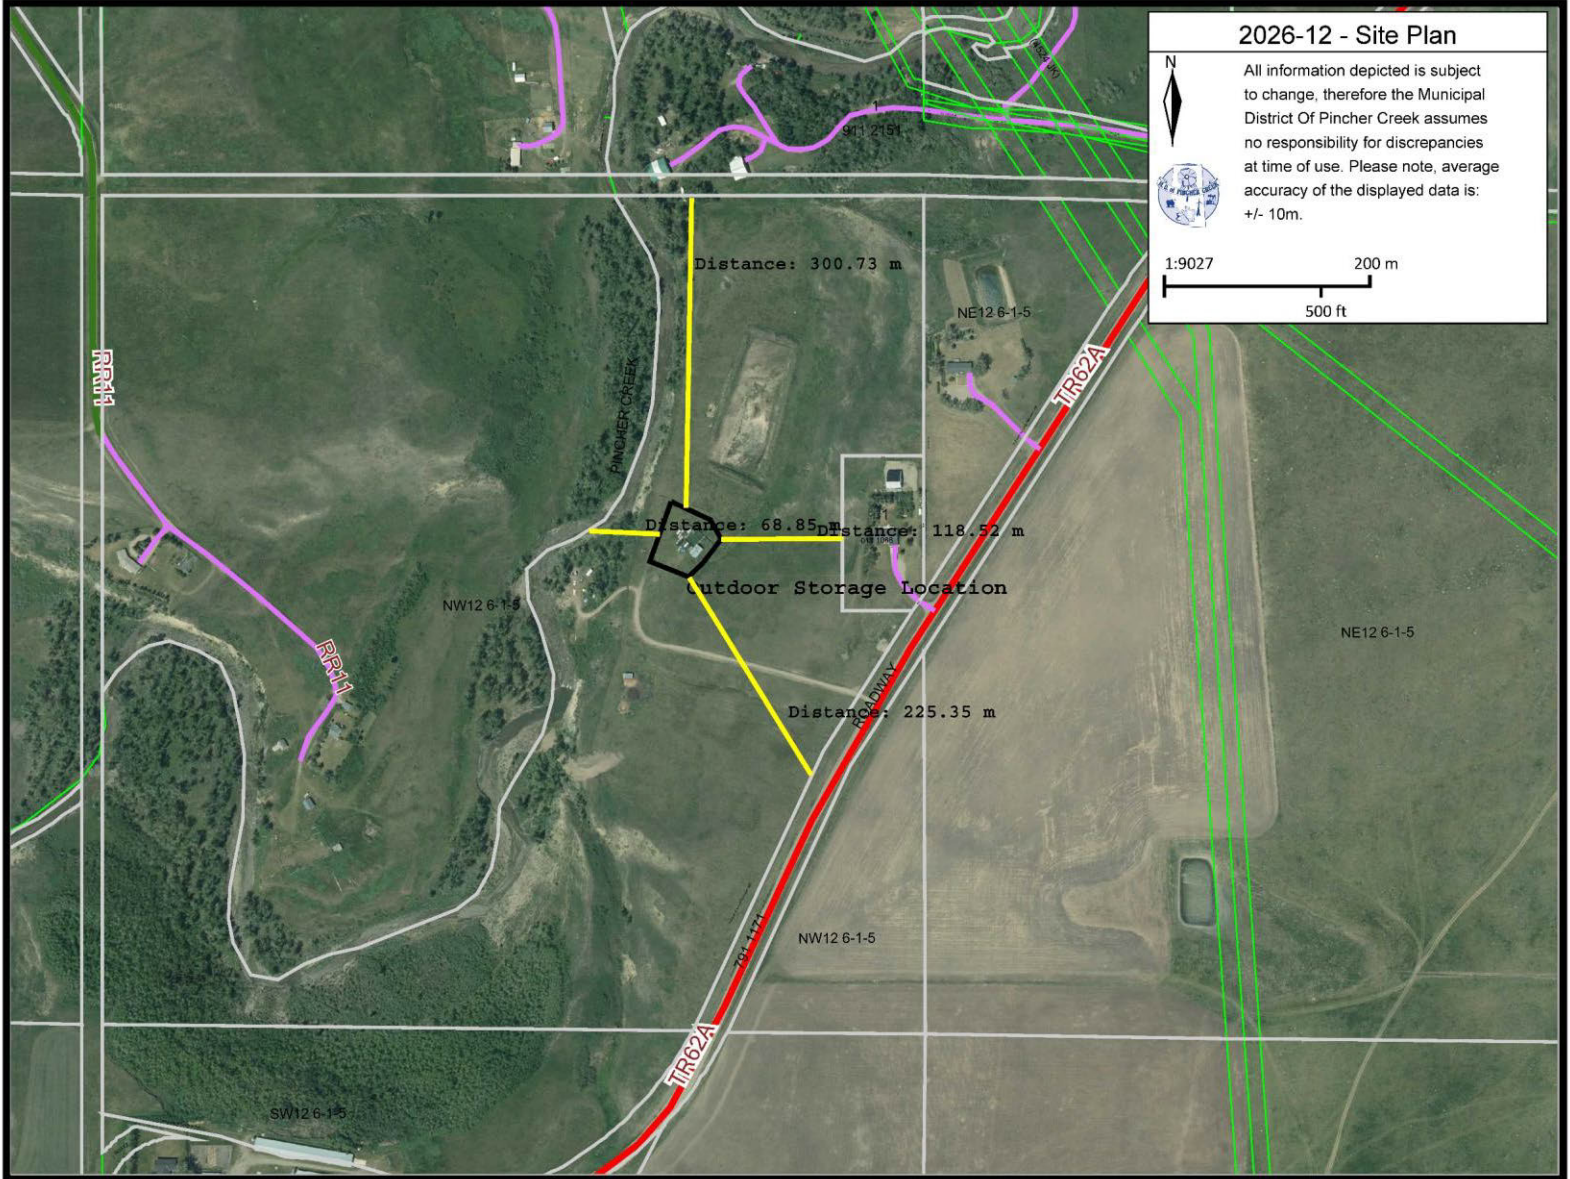 2026-12 - Site Plan
N
All information depicted is subject
to change, therefore the Municipal
District Of Pincher Creek assumes
no responsibility for discrepancies
at time of use. Please note, average
accuracy of the displayed data is:
+/- 10m.
1:9027
200 m
500 ft
1
911 2151
Distance: 300.73 m
NE12 6-1-5
RR11
TR62A
PINCHER CREEK
Distance: 68.85 m
Distance: 118.52 m
Outdoor Storage Location
NW12 6-1-5
NE12 6-1-5
RR11
ROADWAY
Distance: 225.35 m
791 1171
NW12 6-1-5
TR62A
SW12 6-1-5